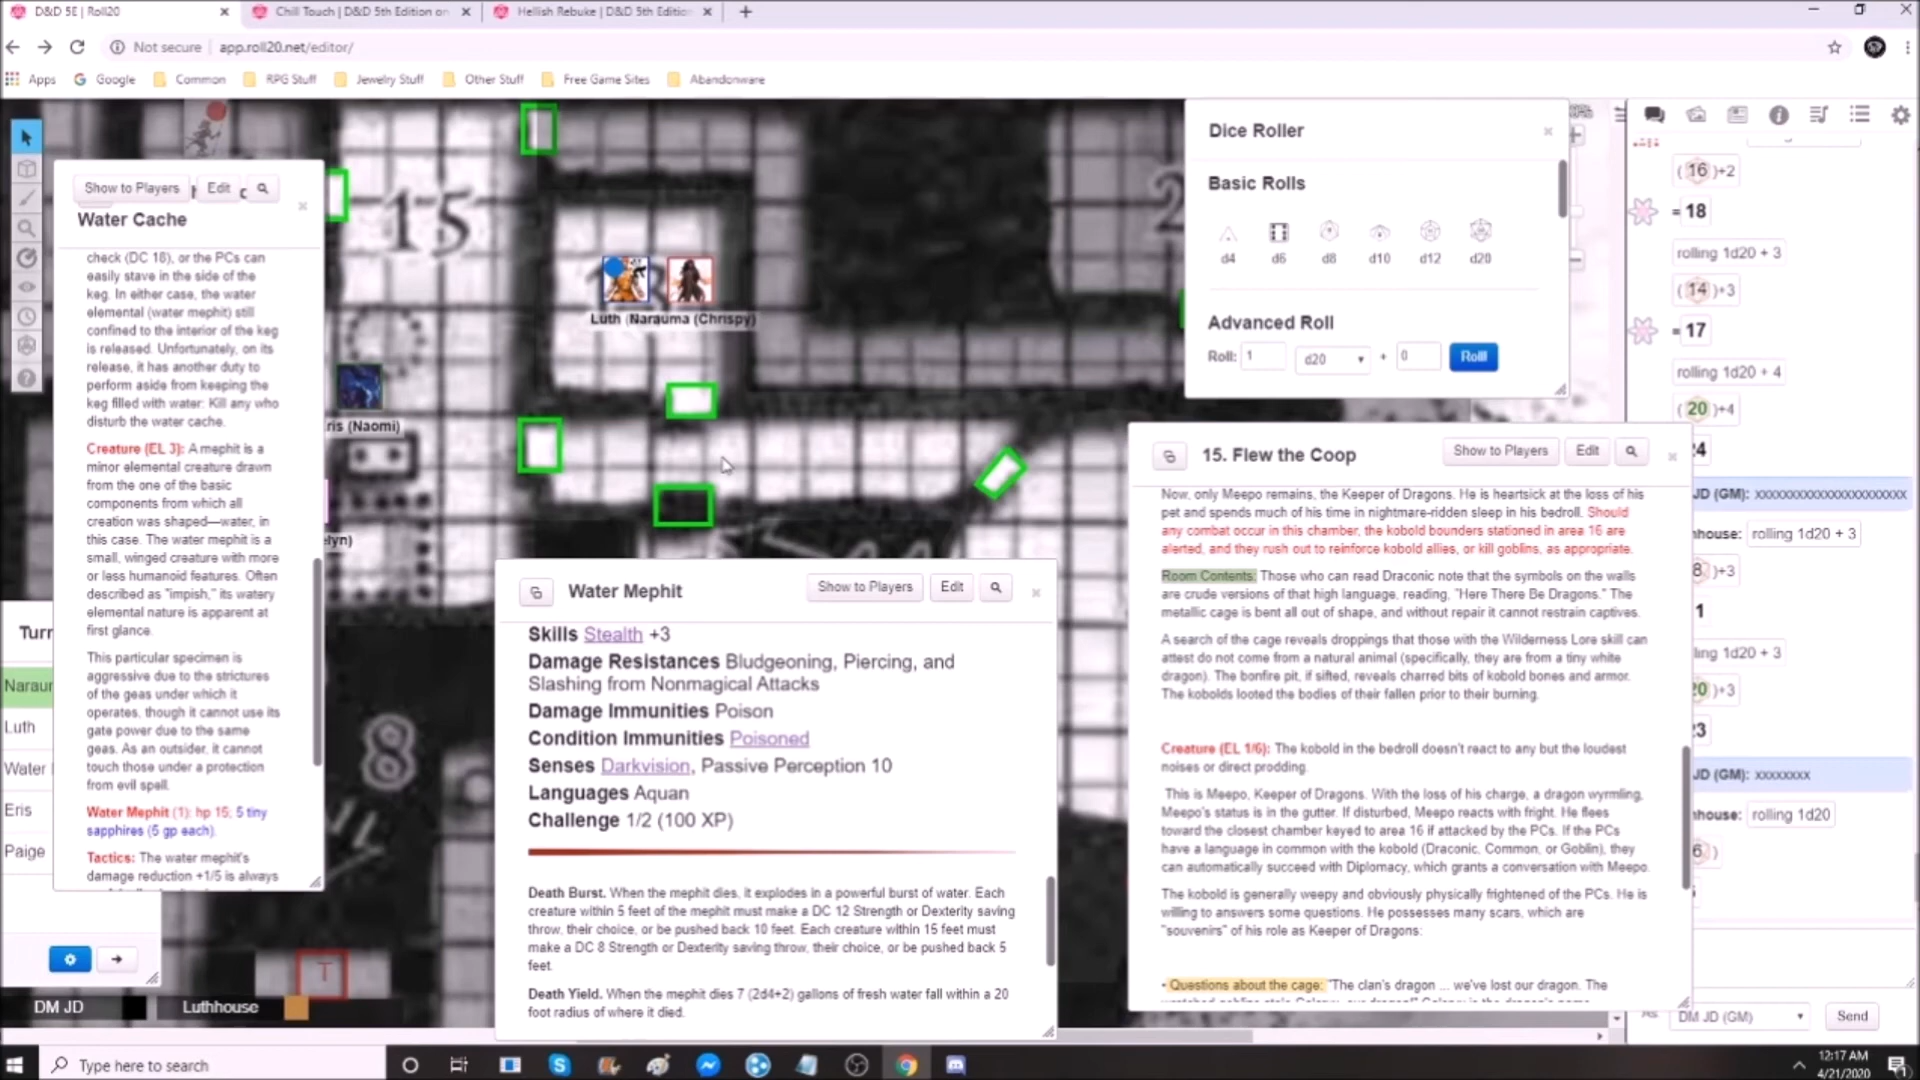 D&D 5E | Roll20
Chill Touch | D&D 5th Edition on
Hellish Rebuke | D&D 5th Edition
Not secure
app.roll20.net/editor/
Apps
Google
Common
RPG Stuff
Jewelry Stuff
Other Stuff
Free Game Sites
Abandonware
Show to Players
Edit
Water Cache
check (DC 18), or the PCs can
easily stave in the side of the
keg. In either case, the water
elemental (water mephit) still
confined to the interior of the keg
is released. Unfortunately, on its
release, it has another duty to
perform aside from keeping the
keg filled with water: Kill any who
disturb the water cache.
Creature (EL 3): A mephit is a
minor elemental creature drawn
from the one of the basic
components from which all
creation was shaped—water, in
this case. The water mephit is a
small, winged creature with more
or less humanoid features. Often
described as "impish," its watery
elemental nature is apparent at
first glance.
This particular specimen is
aggressive due to the strictures
of the geas under which it
operates, though it cannot use its
gate power due to the same
geas. As an outsider, it cannot
touch those under a protection
from evil spell.
Water Mephit (1): hp 15; 5 tiny
sapphires (5 gp each).
Tactics: The water mephit's
damage reduction +1/5 is always
Turn
Naraum
Luth
Water
Eris
Paige
15
8
Luth (Narauma (Chrispy)
ris (Naomi)
elyn)
T
DM JD
Luthhouse
Water Mephit
Show to Players
Edit
Skills Stealth +3
Damage Resistances Bludgeoning, Piercing, and
Slashing from Nonmagical Attacks
Damage Immunities Poison
Condition Immunities Poisoned
Senses Darkvision, Passive Perception 10
Languages Aquan
Challenge 1/2 (100 XP)
Death Burst. When the mephit dies, it explodes in a powerful burst of water. Each
creature within 5 feet of the mephit must make a DC 12 Strength or Dexterity saving
throw, their choice, or be pushed back 10 feet. Each creature within 15 feet must
make a DC 8 Strength or Dexterity saving throw, their choice, or be pushed back 5
feet.
Death Yield. When the mephit dies 7 (2d4+2) gallons of fresh water fall within a 20
foot radius of where it died.
Dice Roller
Basic Rolls
d4
d6
d8
d10
d12
d20
Advanced Roll
Roll: 1 d20 + 0 Roll!
15. Flew the Coop
Show to Players
Edit
Now, only Meepo remains, the Keeper of Dragons. He is heartsick at the loss of his
pet and spends much of his time in nightmare-ridden sleep in his bedroll. Should
any combat occur in this chamber, the kobold bounders stationed in area 16 are
alerted, and they rush out to reinforce kobold allies, or kill goblins, as appropriate.
Room Contents: Those who can read Draconic note that the symbols on the walls
are crude versions of that high language, reading, "Here There Be Dragons." The
metallic cage is bent all out of shape, and without repair it cannot restrain captives.
A search of the cage reveals droppings that those with the Wilderness Lore skill can
attest do not come from a natural animal (specifically, they are from a tiny white
dragon). The bonfire pit, if sifted, reveals charred bits of kobold bones and armor.
The kobolds looted the bodies of their fallen prior to their burning.
Creature (EL 1/6): The kobold in the bedroll doesn't react to any but the loudest
noises or direct prodding.
This is Meepo, Keeper of Dragons. With the loss of his charge, a dragon wyrmling,
Meepo's status is in the gutter. If disturbed, Meepo reacts with fright. He flees
toward the closest chamber keyed to area 16 if attacked by the PCs. If the PCs
have a language in common with the kobold (Draconic, Common, or Goblin), they
can automatically succeed with Diplomacy, which grants a conversation with Meepo.
The kobold is generally weepy and obviously physically frightened of the PCs. He is
willing to answers some questions. He possesses many scars, which are
"souvenirs" of his role as Keeper of Dragons:
• Questions about the cage: "The clan's dragon ... we've lost our dragon. The
(16)+2
= 18
rolling 1d20 + 3
(14)+3
= 17
rolling 1d20 + 4
(20)+4
24
JD (GM): xxxxxxxxxxxxxxxxxxxxxx
hhouse: rolling 1d20 + 3
8)+3
1
ling 1d20 + 3
20)+3
23
JD (GM): xxxxxxxx
hhouse: rolling 1d20
6)
As
DM JD (GM)
Send
Type here to search
12:17 AM
4/21/2020